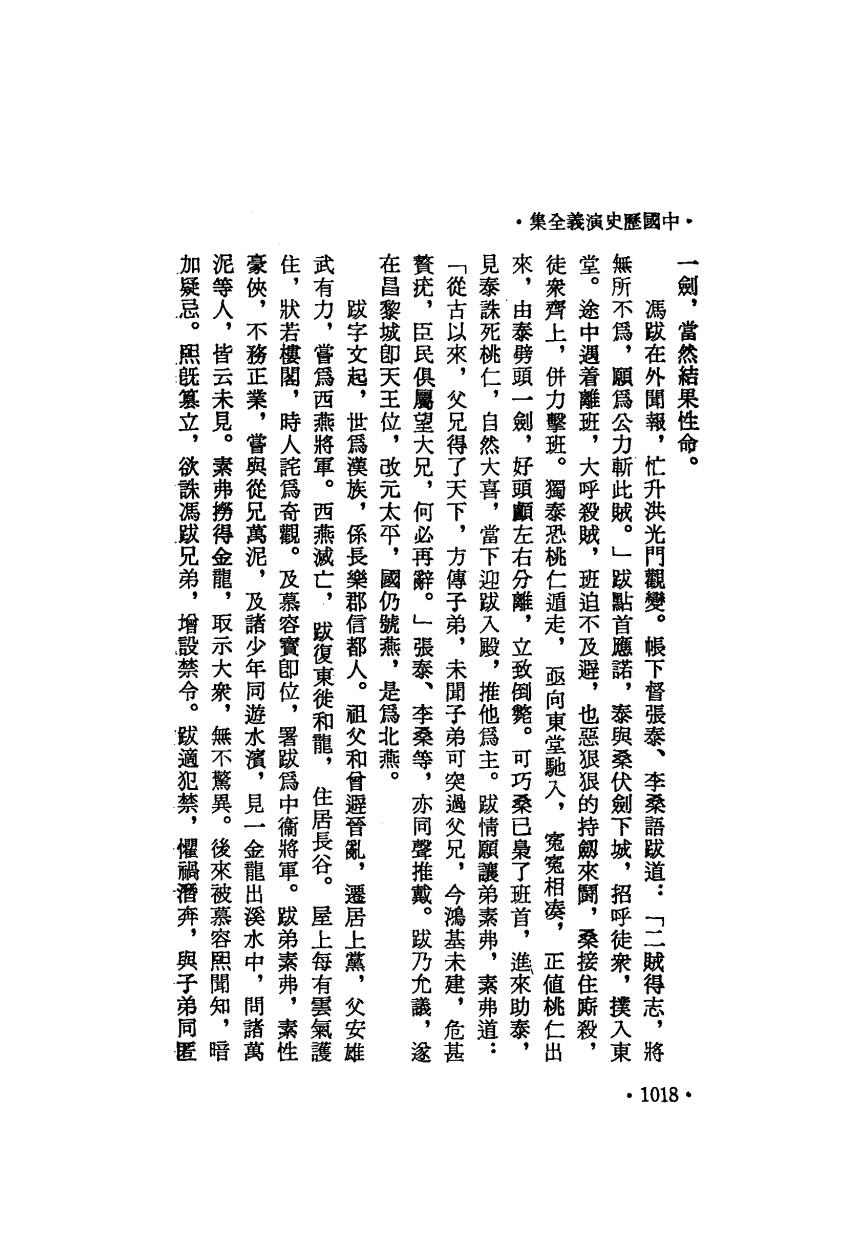 •中國歷史演義全集•
一劍，當然結果性命。
馮跋在外聞報，忙升洪光門觀變。帳下督張泰、李桑語跋道：「二賊得志，將
無所不爲，願爲公力斬此賊。」跋點首應諾，泰與桑伏劍下城，招呼徒衆，撲入東
堂。途中遇着離班，大呼殺賊，班迫不及避，也惡狠狠的持劒來鬭，桑接住廝殺，
徒衆齊上，併力擊班。獨泰恐桃仁遁走，亟向東堂馳入，寃寃相凑，正値桃仁出
來，由泰劈頭一劍，好頭顱左右分離，立致倒斃。可巧桑已梟了班首，進來助泰，
見泰誅死桃仁，自然大喜，當下迎跋入殿，推他爲主。跋情願讓弟素弗，素弗道：
「從古以來，父兄得了天下，方傳子弟，未聞子弟可突過父兄，今鴻基未建，危甚
贅疣，臣民俱屬望大兄，何必再辭。」張泰、李桑等，亦同聲推戴。跋乃允議，遂
在昌黎城卽天王位，改元太平，國仍號燕，是爲北燕。
跋字文起，世爲漢族，係長樂郡信都人。祖父和曾避晉亂，遷居上黨，父安雄
武有力，嘗爲西燕將軍。西燕滅亡，跋復東徙和龍，住居長谷。屋上每有雲氣護
住，狀若樓閣，時人詫爲奇觀。及慕容寶卽位，署跋爲中衞將軍。跋弟素弗，素性
豪俠，不務正業，嘗與從兄萬泥，及諸少年同遊水濱，見一金龍出溪水中，問諸萬
泥等人，皆云未見。素弗撈得金龍，取示大衆，無不驚異。後來被慕容熙聞知，暗
加疑忌。熙旣篡立，欲誅馮跋兄弟，增設禁令。跋適犯禁，懼禍潛奔，與子弟同匿
•1018•